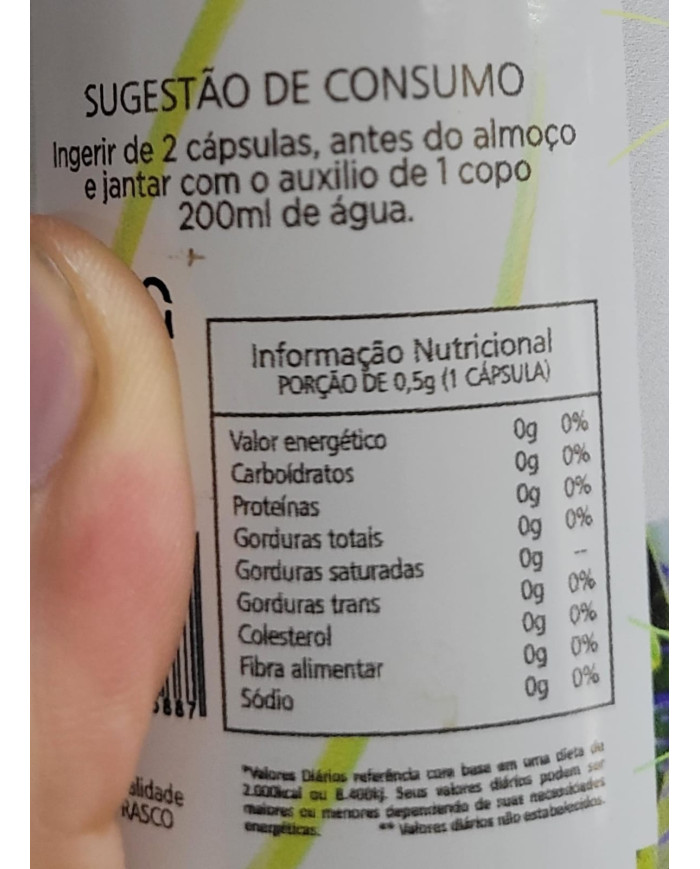 SUGESTÃO DE CONSUMO
Ingerir de 2 cápsulas, antes do almoço
e jantar com o auxilio de 1 copo
200ml de água.
Informação Nutricional
PORÇÃO DE 0,5g (1 CÁPSULA)
Valor energético 0g 0%
Carboídratos 0g 0%
Proteínas 0g 0%
Gorduras totais 0g 0%
Gorduras saturadas 0g --
Gorduras trans 0g 0%
Colesterol 0g 0%
Fibra alimentar 0g 0%
Sódio 0g 0%
*Valores Diários referência com base em uma dieta de
2.000kcal ou 8.400kj. Seus valores diários podem ser
maiores ou menores dependendo de suas necessidades
energéticas. ** Valores diários não estabelecidos.
alidade
RASCO